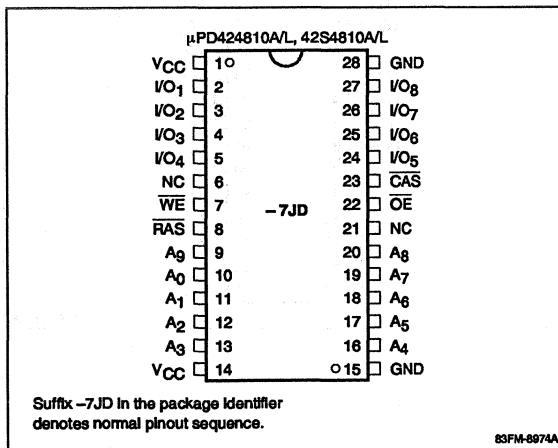 μPD424810A/L, 42S4810A/L
VCC 1 28 GND
I/O1 2 27 I/O8
I/O2 3 26 I/O7
I/O3 4 25 I/O6
I/O4 5 24 I/O5
NC 6 23 CAS
WE 7 22 OE
–7JD
RAS 8 21 NC
A9 9 20 A8
A0 10 19 A7
A1 11 18 A6
A2 12 17 A5
A3 13 16 A4
VCC 14 15 GND
Suffix –7JD in the package identifier
denotes normal pinout sequence.
83FM-8974A